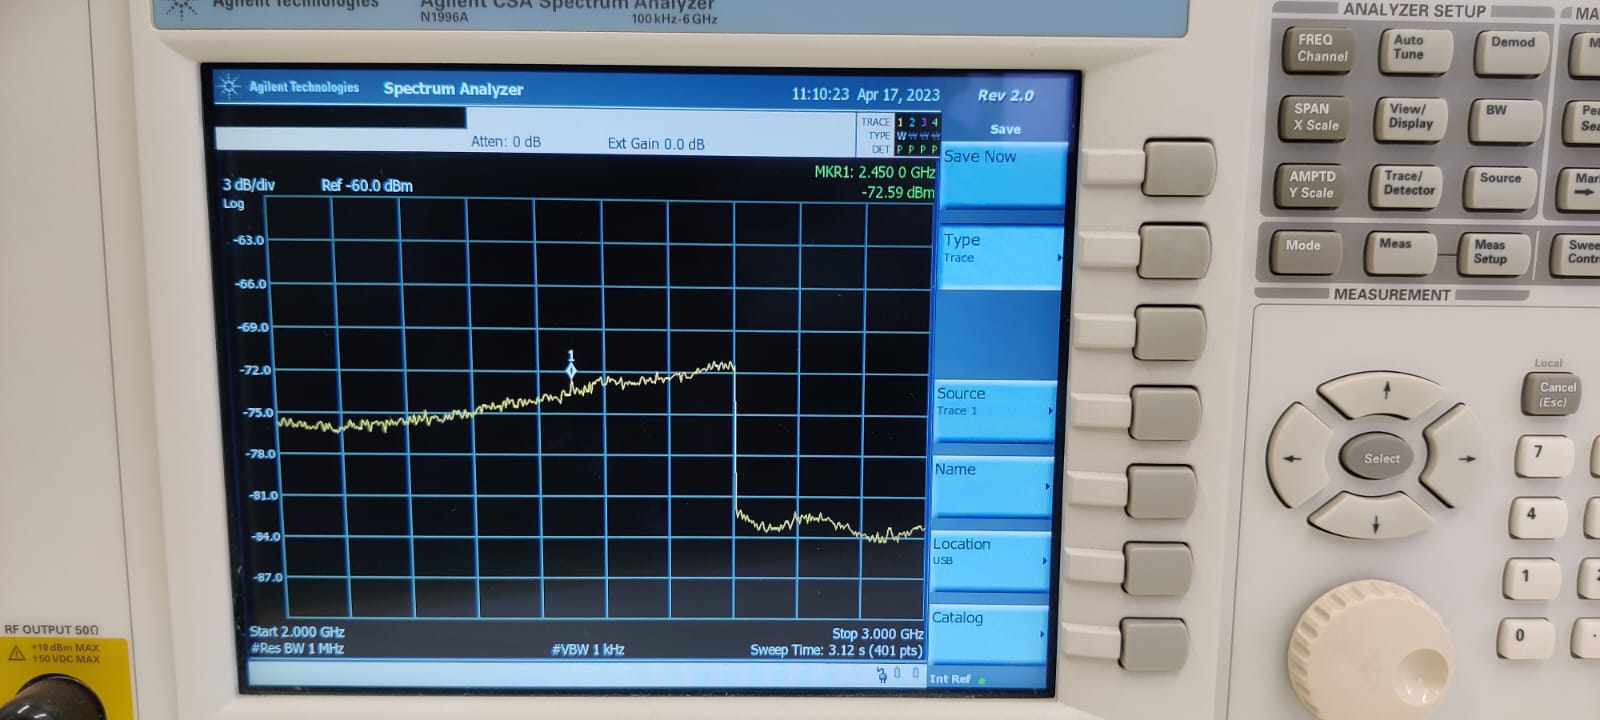 Agilent Technologies
Agilent CSA Spectrum Analyzer
N1996A
100 kHz-6 GHz
Agilent Technologies Spectrum Analyzer 11:10:23 Apr 17, 2023 Rev 2.0
Save
Atten: 0 dB Ext Gain 0.0 dB
TRACE 1 2 3 4
TYPE W W W W
DET P P P P
MKR1: 2.450 0 GHz
-72.59 dBm
3 dB/div Ref -60.0 dBm
Log
-63.0
-66.0
-69.0
1
-72.0
-75.0
-78.0
-81.0
-84.0
-87.0
Start 2.000 GHz Stop 3.000 GHz
#Res BW 1 MHz #VBW 1 kHz Sweep Time: 3.12 s (401 pts)
Save Now
Type
Trace
Source
Trace 1
Name
Location
USB
Catalog
Int Ref
RF OUTPUT 50Ω
+10 dBm MAX
±50 VDC MAX
ANALYZER SETUP
FREQ
Channel
Auto
Tune
Demod
SPAN
X Scale
View/
Display
BW
AMPTD
Y Scale
Trace/
Detector
Source
Mode
Meas
Meas
Setup
MEASUREMENT
Select
Local
Cancel
(Esc)
7
4
1
0